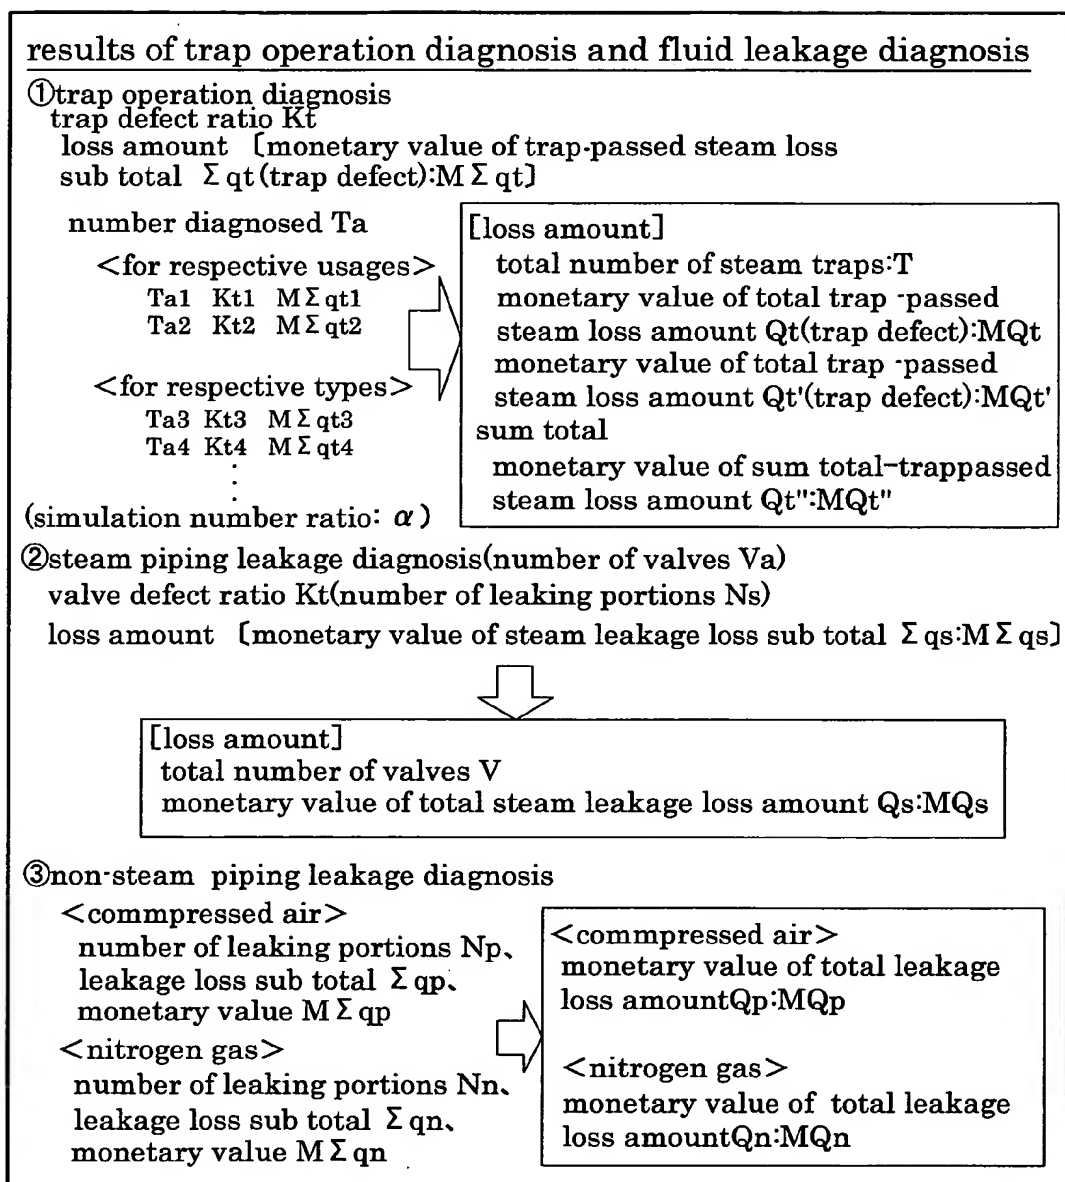 results of trap operation diagnosis and fluid leakage diagnosis
①trap operation diagnosis
trap defect ratio Kt
loss amount 〔monetary value of trap-passed steam loss
sub total Σqt(trap defect):MΣqt〕
number diagnosed Ta
<for respective usages>
Ta1 Kt1 MΣqt1
Ta2 Kt2 MΣqt2
<for respective types>
Ta3 Kt3 MΣqt3
Ta4 Kt4 MΣqt4
:
(simulation number ratio: α)
[loss amount]
total number of steam traps:T
monetary value of total trap -passed
steam loss amount Qt(trap defect):MQt
monetary value of total trap -passed
steam loss amount Qt'(trap defect):MQt'
sum total
monetary value of sum total-trappassed
steam loss amount Qt":MQt"
②steam piping leakage diagnosis(number of valves Va)
valve defect ratio Kt(number of leaking portions Ns)
loss amount 〔monetary value of steam leakage loss sub total Σqs:MΣqs〕
[loss amount]
total number of valves V
monetary value of total steam leakage loss amount Qs:MQs
③non-steam piping leakage diagnosis
<commpressed air>
number of leaking portions Np、
leakage loss sub total Σqp、
monetary value MΣqp
<nitrogen gas>
number of leaking portions Nn、
leakage loss sub total Σqn、
monetary value MΣqn
<commpressed air>
monetary value of total leakage
loss amountQp:MQp
<nitrogen gas>
monetary value of total leakage
loss amountQn:MQn